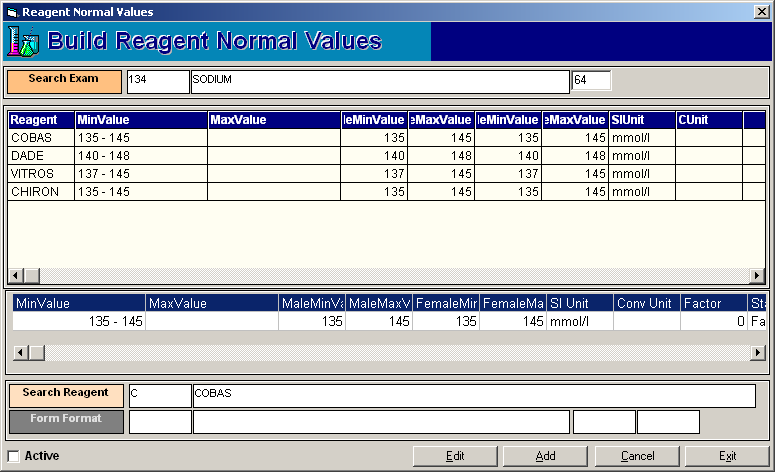 Reagent Normal Values
Build Reagent Normal Values
Search Exam 134 SODIUM 64
Reagent MinValue MaxValue leMinValue eMaxValue leMinValue eMaxValue SIUnit CUnit
COBAS 135 - 145 135 145 135 145 mmol/l
DADE 140 - 148 140 148 140 148 mmol/l
VITROS 137 - 145 137 145 137 145 mmol/l
CHIRON 135 - 145 135 145 135 145 mmol/l
MinValue MaxValue MaleMinVa MaleMaxV FemaleMin FemaleMa SI Unit Conv Unit Factor Sta
135 - 145 135 145 135 145 mmol/l 0 Fa
Search Reagent C COBAS
Form Format
Active Edit Add Cancel Exit